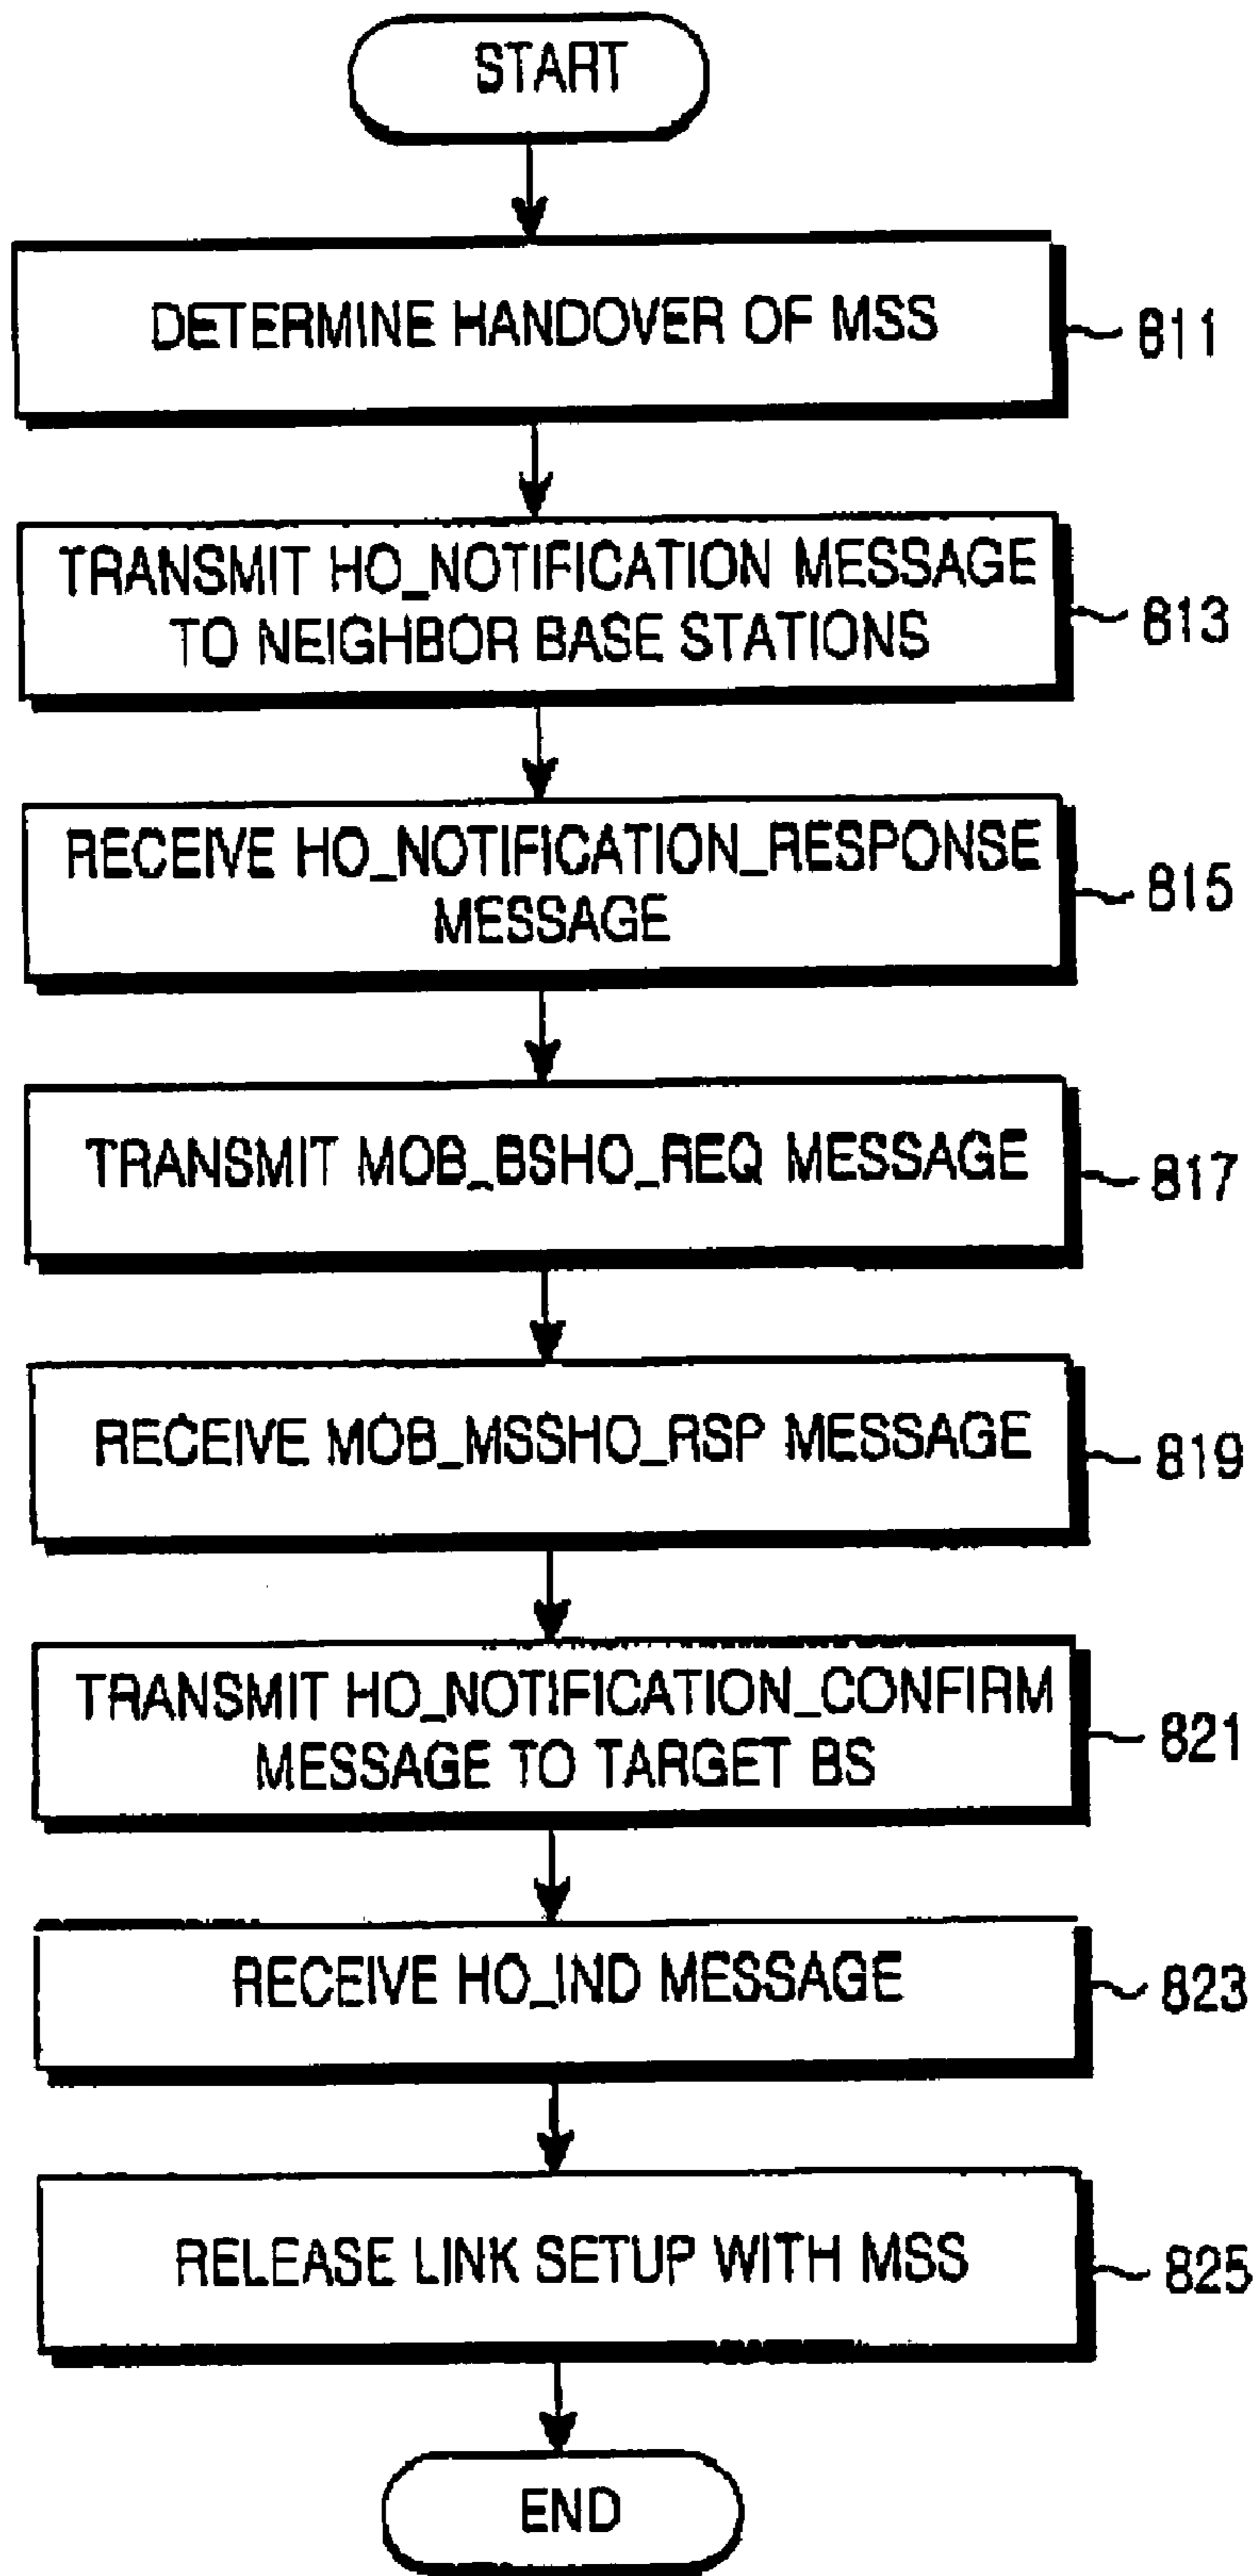 START
DETERMINE HANDOVER OF MSS
811
TRANSMIT HO_NOTIFICATION MESSAGE
TO NEIGHBOR BASE STATIONS
813
RECEIVE HO_NOTIFICATION_RESPONSE
MESSAGE
815
TRANSMIT MOB_BSHO_REQ MESSAGE
817
RECEIVE MOB_MSSHO_RSP MESSAGE
819
TRANSMIT HO_NOTIFICATION_CONFIRM
MESSAGE TO TARGET BS
821
RECEIVE HO_IND MESSAGE
823
RELEASE LINK SETUP WITH MSS
825
END